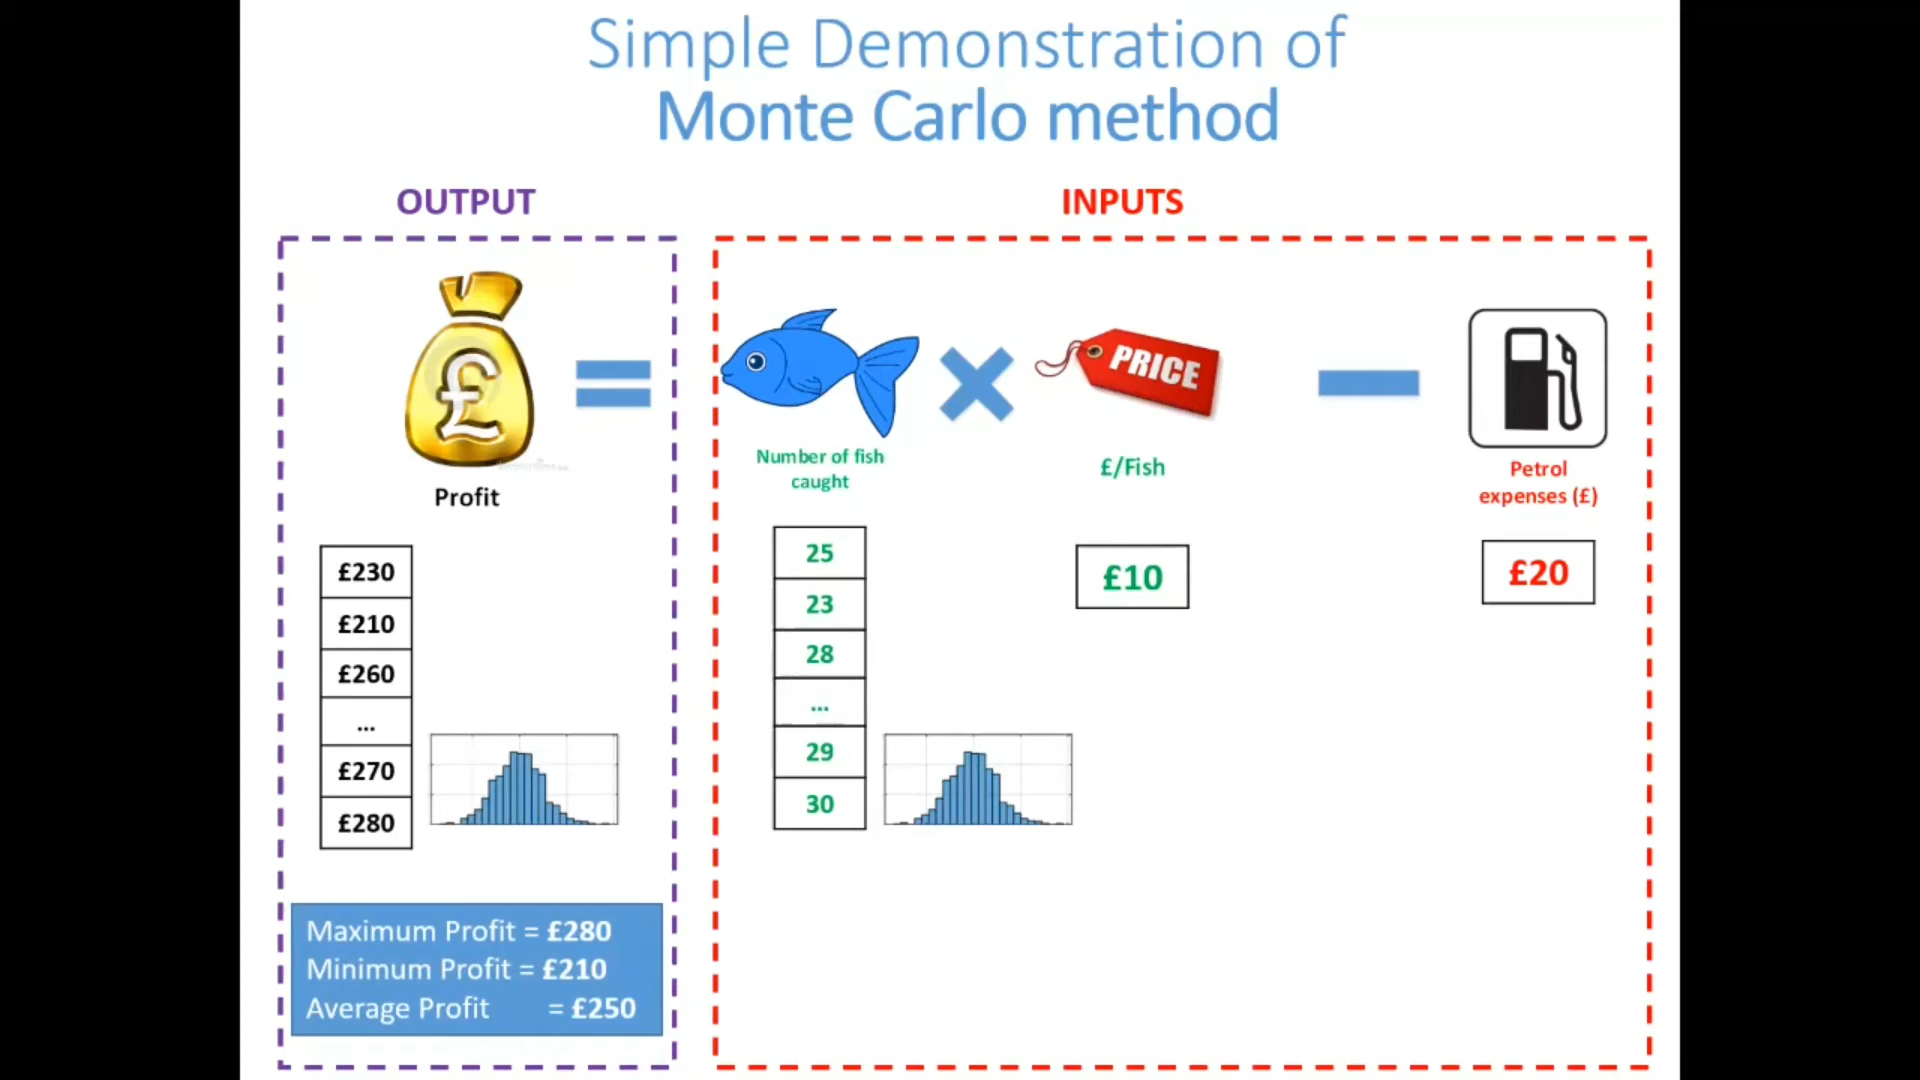 Simple Demonstration of
Monte Carlo method
OUTPUT
INPUTS
£
PRICE
Profit
Number of fish
caught
£/Fish
Petrol
expenses (£)
£230
£210
£260
...
£270
£280
25
23
28
...
29
30
£10
£20
Maximum Profit = £280
Minimum Profit = £210
Average Profit = £250